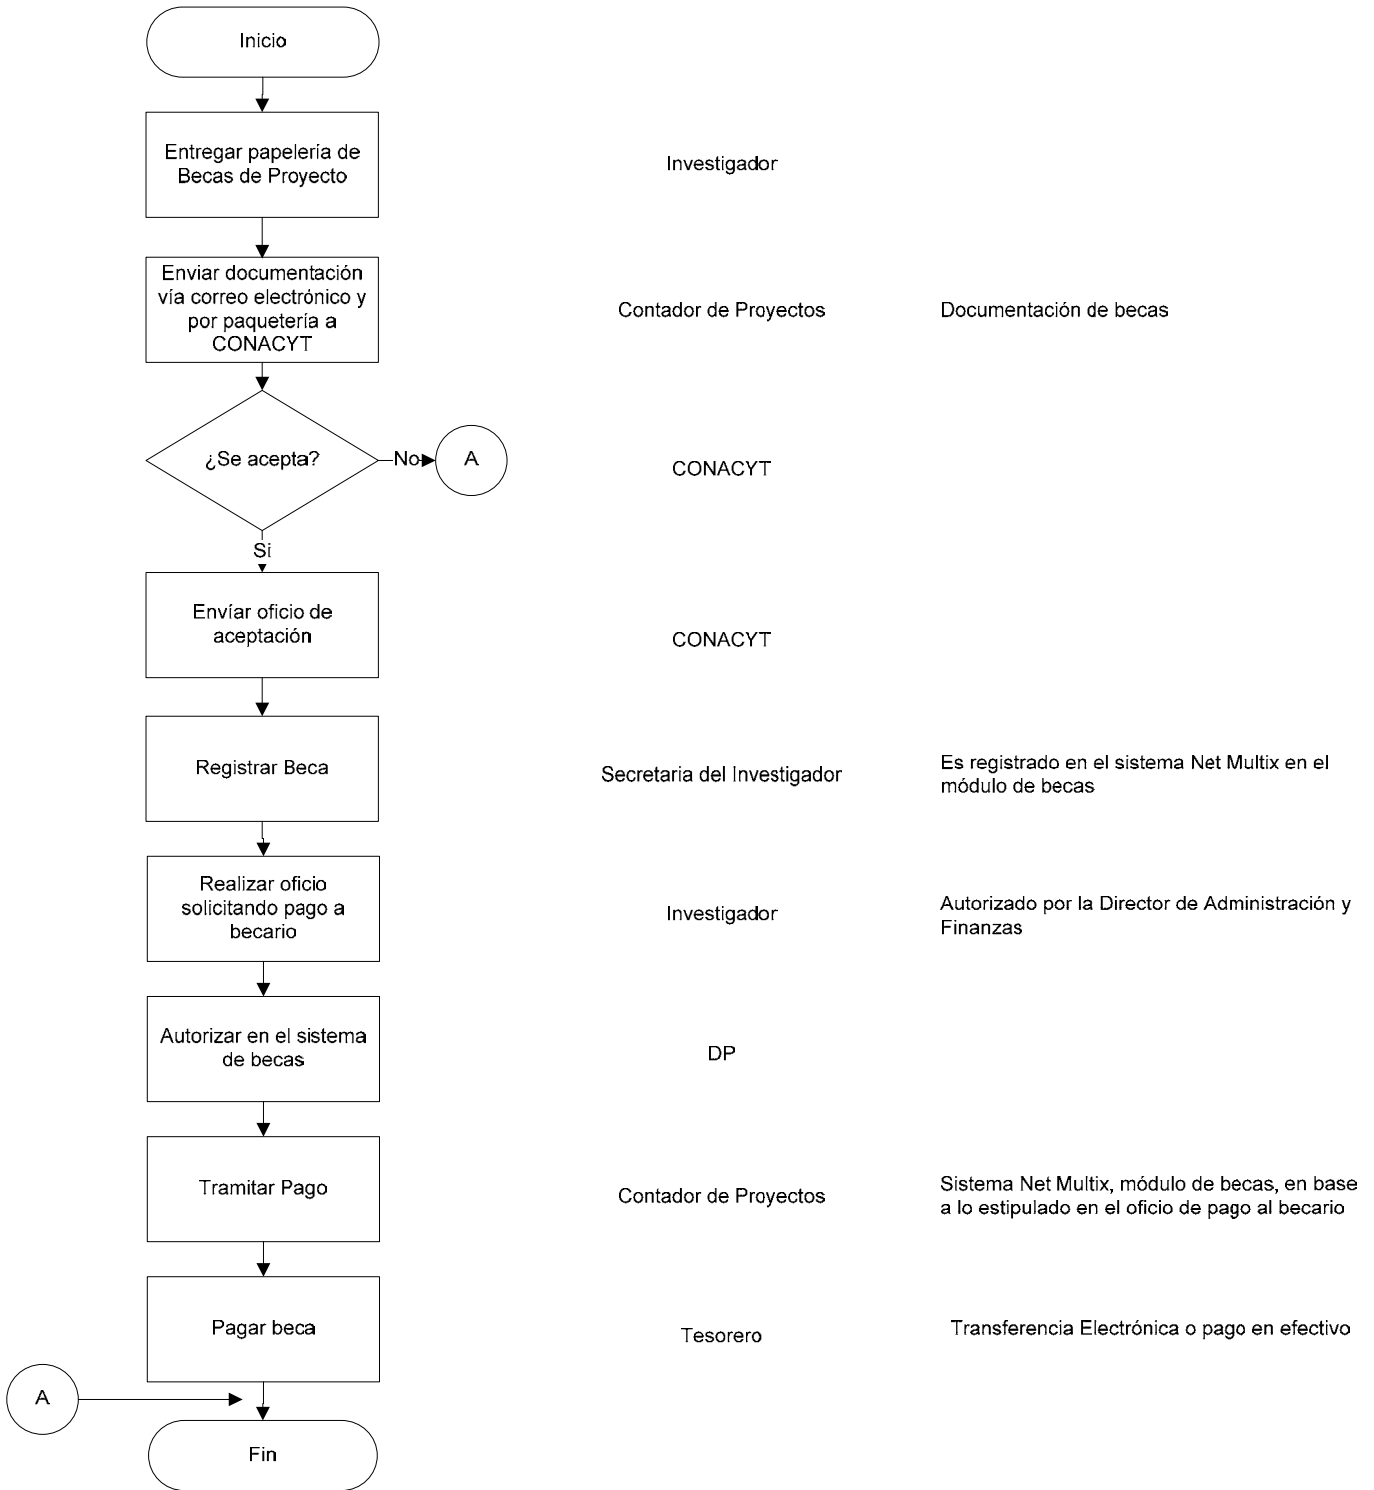 Inicio
Entregar papelería de
Becas de Proyecto
Investigador
Enviar documentación
vía correo electrónico y
por paquetería a
CONACYT
Contador de Proyectos
Documentación de becas
¿Se acepta?
No
A
CONACYT
Si
Envíar oficio de
aceptación
CONACYT
Registrar Beca
Secretaria del Investigador
Es registrado en el sistema Net Multix en el
módulo de becas
Realizar oficio
solicitando pago a
becario
Investigador
Autorizado por la Director de Administración y
Finanzas
Autorizar en el sistema
de becas
DP
Tramitar Pago
Contador de Proyectos
Sistema Net Multix, módulo de becas, en base
a lo estipulado en el oficio de pago al becario
Pagar beca
Tesorero
Transferencia Electrónica o pago en efectivo
A
Fin